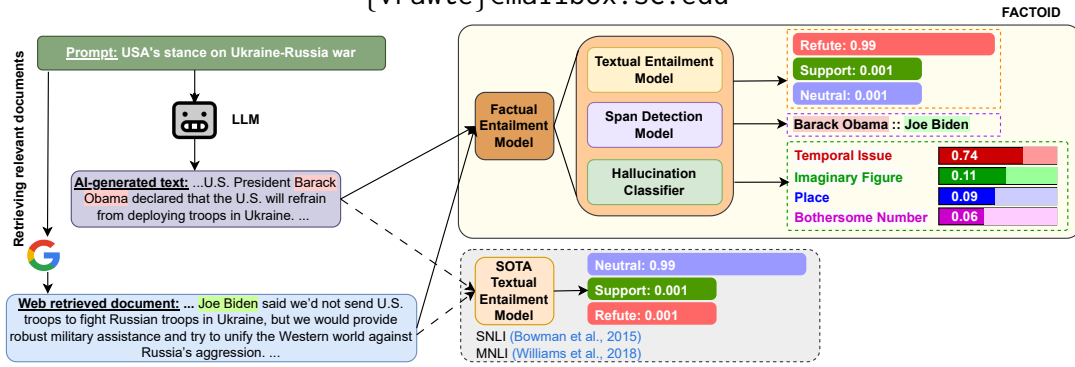 FACTOID
Prompt: USA's stance on Ukraine-Russia war
LLM
Retrieving relevant documents
AI-generated text: ...U.S. President Barack
Obama declared that the U.S. will refrain
from deploying troops in Ukraine. ...
Web retrieved document: ... Joe Biden said we'd not send U.S.
troops to fight Russian troops in Ukraine, but we would provide
robust military assistance and try to unify the Western world against
Russia's aggression. ...
Factual
Entailment
Model
Textual Entailment
Model
Span Detection
Model
Hallucination
Classifier
Refute: 0.99
Support: 0.001
Neutral: 0.001
Barack Obama :: Joe Biden
Temporal Issue 0.74
Imaginary Figure 0.11
Place 0.09
Bothersome Number 0.06
SOTA
Textual
Entailment
Model
Neutral: 0.99
Support: 0.001
Refute: 0.001
SNLI (Bowman et al., 2015)
MNLI (Williams et al., 2018)